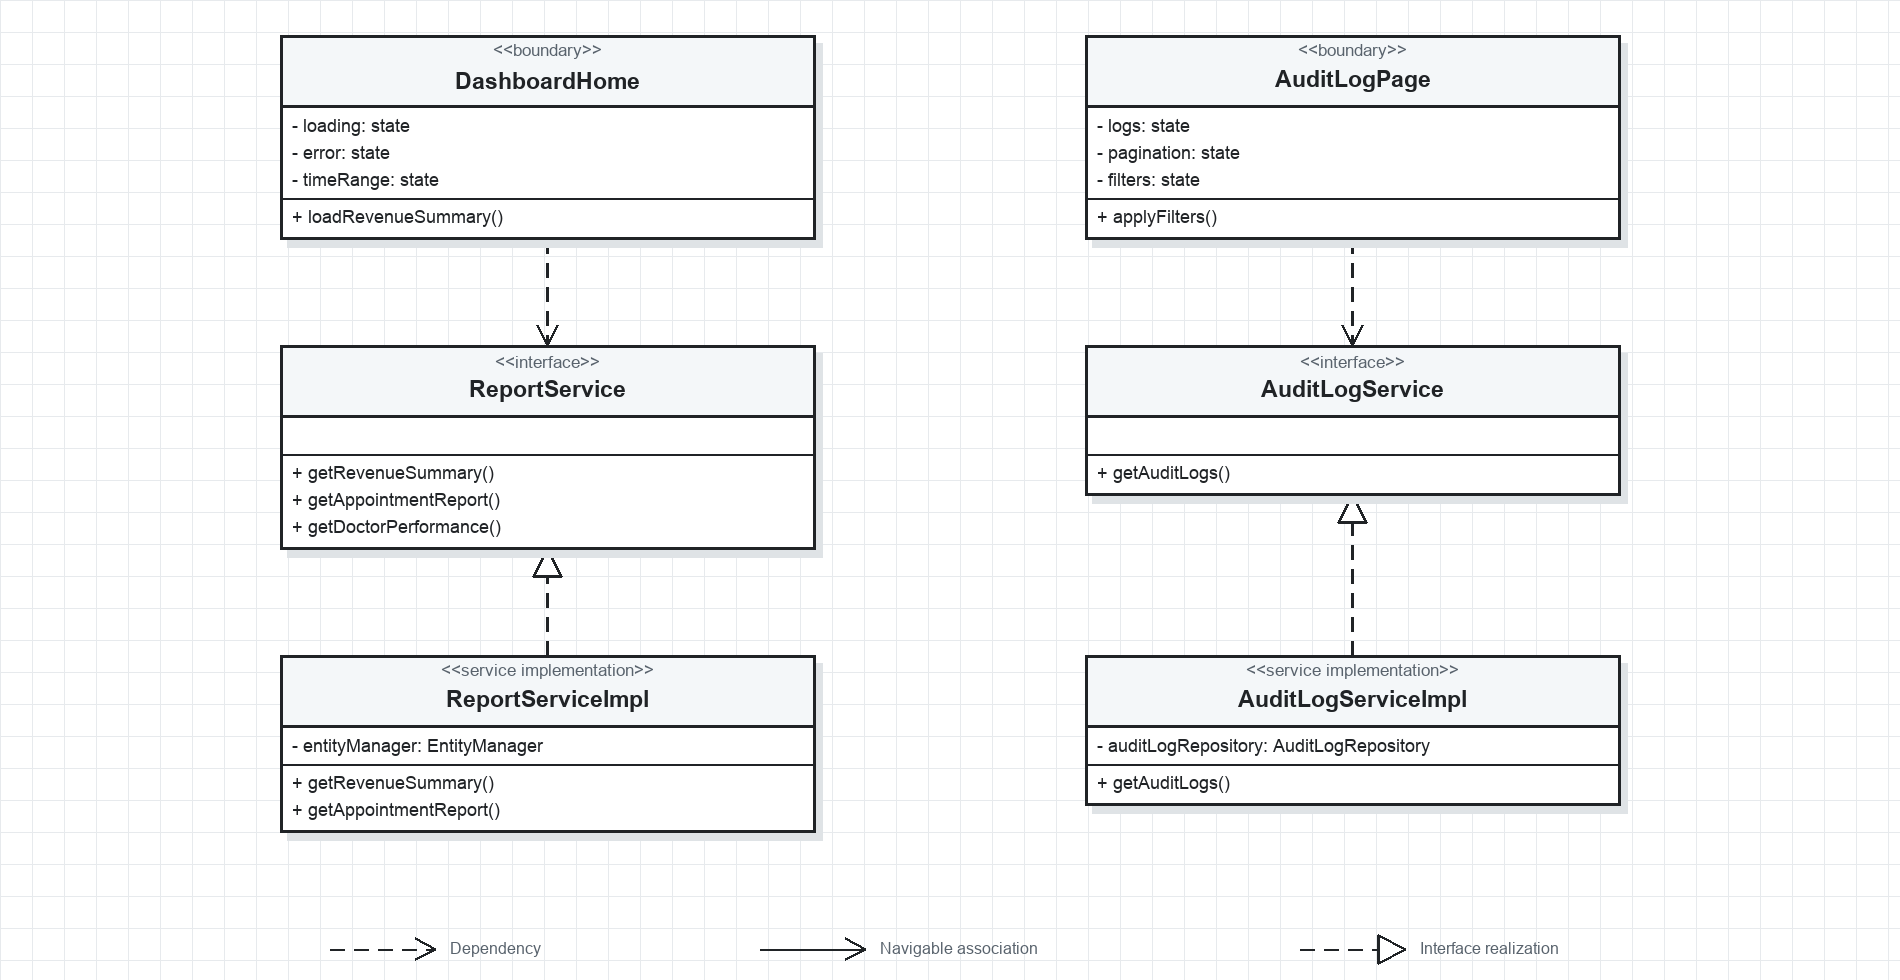 <<boundary>>
DashboardHome
- loading: state
- error: state
- timeRange: state
+ loadRevenueSummary()
<<boundary>>
AuditLogPage
- logs: state
- pagination: state
- filters: state
+ applyFilters()
<<interface>>
ReportService
+ getRevenueSummary()
+ getAppointmentReport()
+ getDoctorPerformance()
<<interface>>
AuditLogService
+ getAuditLogs()
<<service implementation>>
ReportServiceImpl
- entityManager: EntityManager
+ getRevenueSummary()
+ getAppointmentReport()
<<service implementation>>
AuditLogServiceImpl
- auditLogRepository: AuditLogRepository
+ getAuditLogs()
Dependency
Navigable association
Interface realization